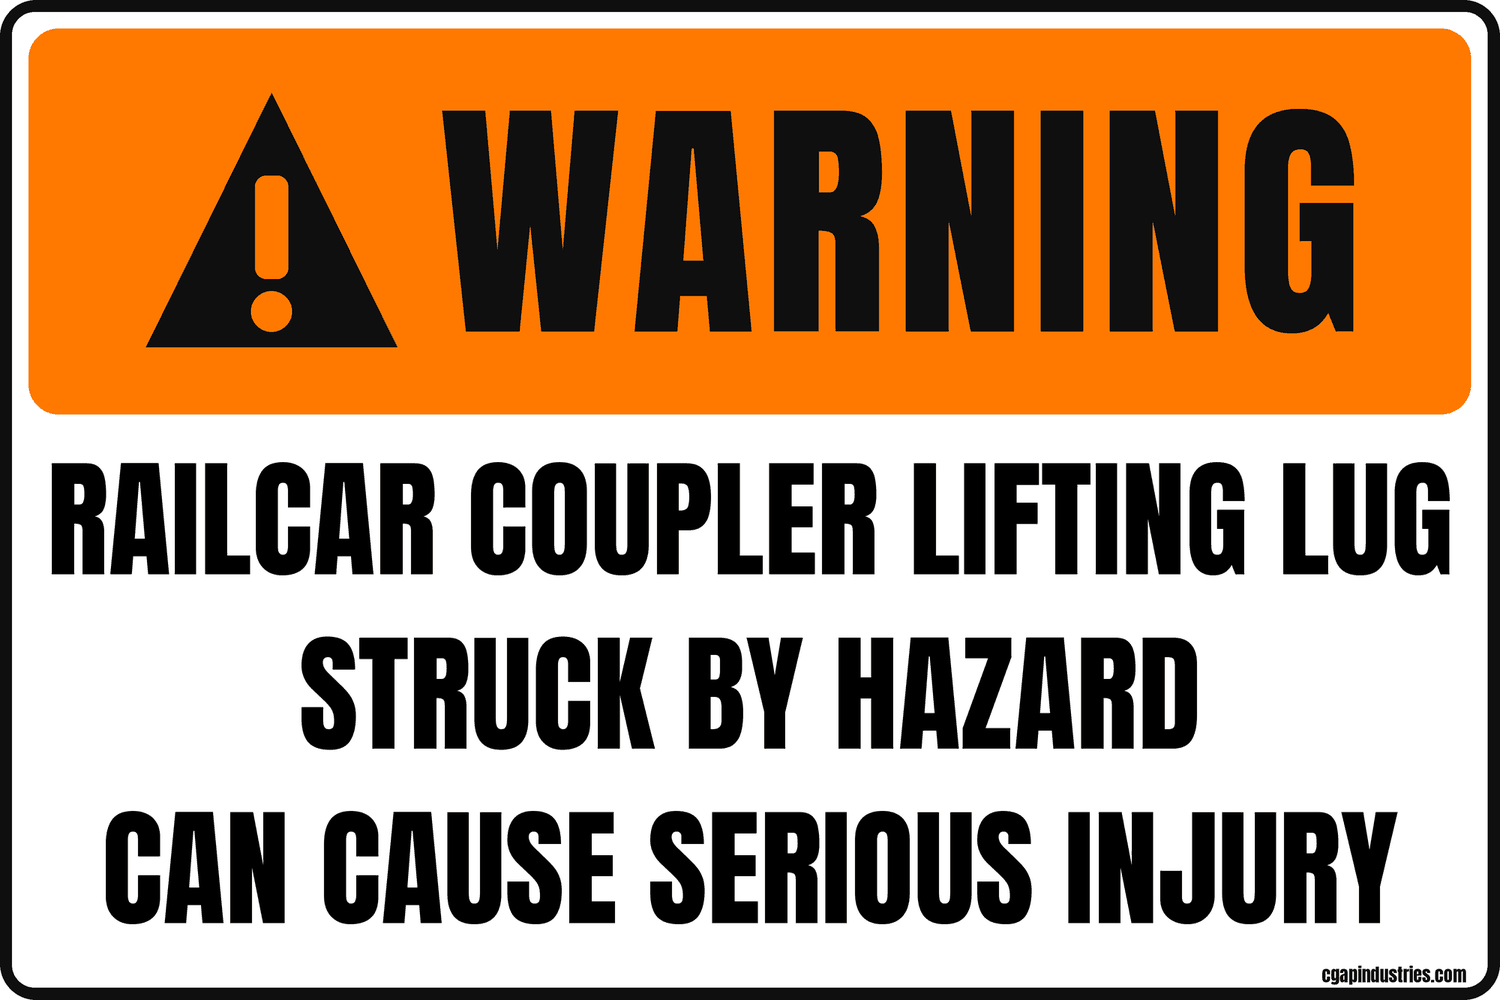 WARNING
RAILCAR COUPLER LIFTING LUG
STRUCK BY HAZARD
CAN CAUSE SERIOUS INJURY
cgapindustries.com